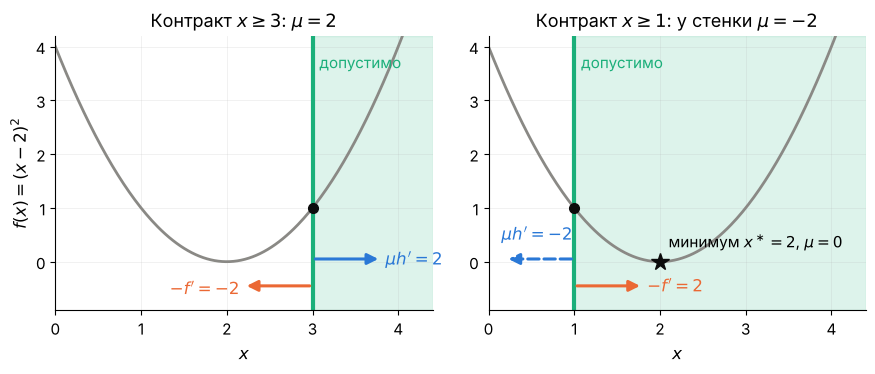 Контракт x ≥ 3: μ = 2
допустимо
f(x) = (x − 2)²
4
3
2
1
0
μh′ = 2
−f′ = −2
0 1 2 3 4
x
Контракт x ≥ 1: у стенки μ = −2
допустимо
4
3
2
1
0
μh′ = −2
минимум x* = 2, μ = 0
−f′ = 2
0 1 2 3 4
x